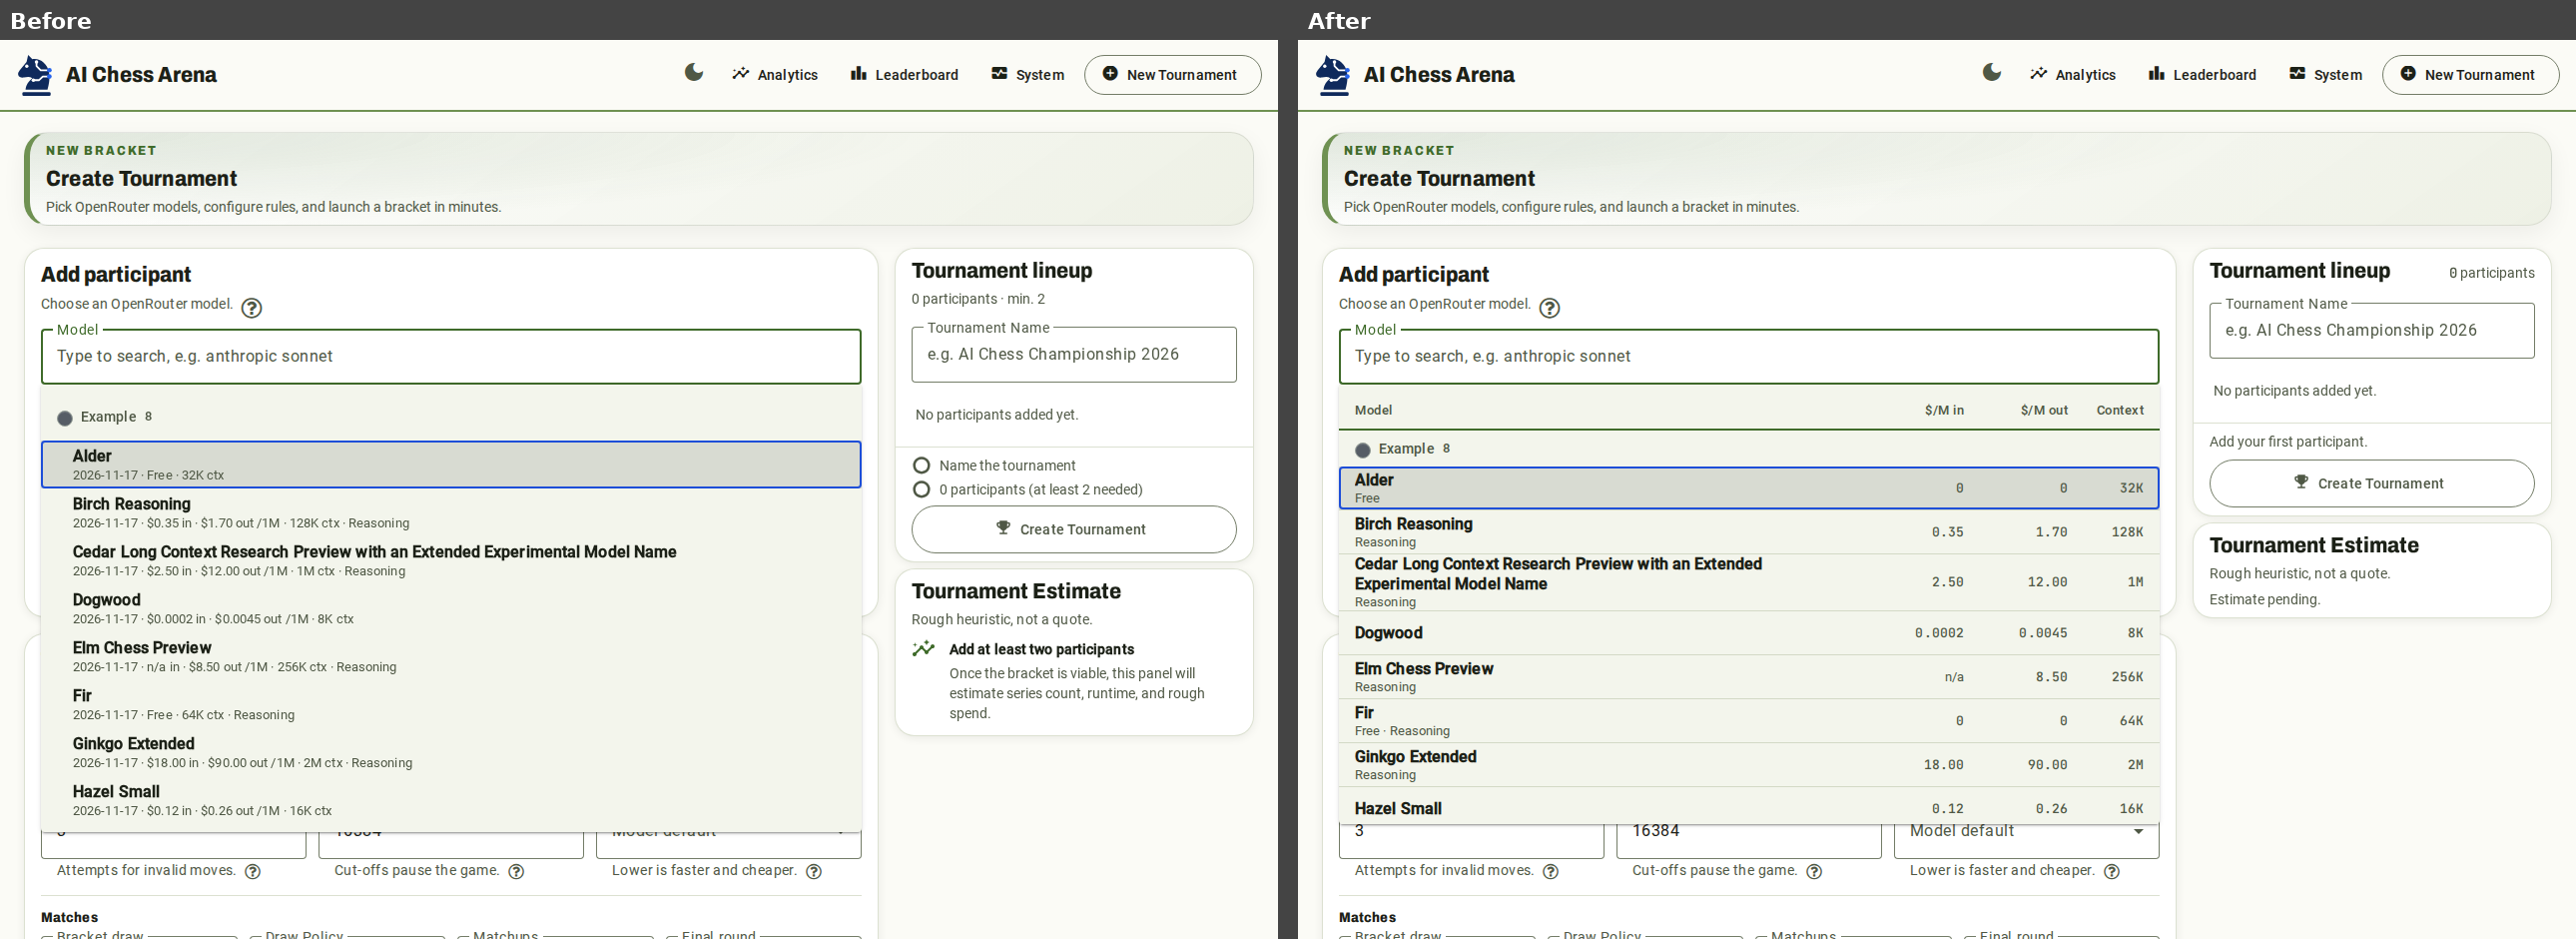 Before
AI Chess Arena
Analytics
Leaderboard
System
New Tournament
NEW BRACKET
Create Tournament
Pick OpenRouter models, configure rules, and launch a bracket in minutes.
Add participant
Choose an OpenRouter model.
Model
Type to search, e.g. anthropic sonnet
Example 8
Alder
2026-11-17 · Free · 32K ctx
Birch Reasoning
2026-11-17 · $0.35 in · $1.70 out /1M · 128K ctx · Reasoning
Cedar Long Context Research Preview with an Extended Experimental Model Name
2026-11-17 · $2.50 in · $12.00 out /1M · 1M ctx · Reasoning
Dogwood
2026-11-17 · $0.0002 in · $0.0045 out /1M · 8K ctx
Elm Chess Preview
2026-11-17 · n/a in · $8.50 out /1M · 256K ctx · Reasoning
Fir
2026-11-17 · Free · 64K ctx · Reasoning
Ginkgo Extended
2026-11-17 · $18.00 in · $90.00 out /1M · 2M ctx · Reasoning
Hazel Small
2026-11-17 · $0.12 in · $0.26 out /1M · 16K ctx
3
16384
Model default
Attempts for invalid moves.
Cut-offs pause the game.
Lower is faster and cheaper.
Matches
Bracket draw
Draw Policy
Matchups
Final round
Tournament lineup
0 participants · min. 2
Tournament Name
e.g. AI Chess Championship 2026
No participants added yet.
Name the tournament
0 participants (at least 2 needed)
Create Tournament
Tournament Estimate
Rough heuristic, not a quote.
Add at least two participants
Once the bracket is viable, this panel will
estimate series count, runtime, and rough
spend.
After
AI Chess Arena
Analytics
Leaderboard
System
New Tournament
NEW BRACKET
Create Tournament
Pick OpenRouter models, configure rules, and launch a bracket in minutes.
Add participant
Choose an OpenRouter model.
Model
Type to search, e.g. anthropic sonnet
Model $/M in $/M out Context
Example 8
Alder
Free
0 0 32K
Birch Reasoning
Reasoning
0.35 1.70 128K
Cedar Long Context Research Preview with an Extended
Experimental Model Name
Reasoning
2.50 12.00 1M
Dogwood
0.0002 0.0045 8K
Elm Chess Preview
Reasoning
n/a 8.50 256K
Fir
Free · Reasoning
0 0 64K
Ginkgo Extended
Reasoning
18.00 90.00 2M
Hazel Small
0.12 0.26 16K
3
16384
Model default
Attempts for invalid moves.
Cut-offs pause the game.
Lower is faster and cheaper.
Matches
Bracket draw
Draw Policy
Matchups
Final round
Tournament lineup
0 participants
Tournament Name
e.g. AI Chess Championship 2026
No participants added yet.
Add your first participant.
Create Tournament
Tournament Estimate
Rough heuristic, not a quote.
Estimate pending.